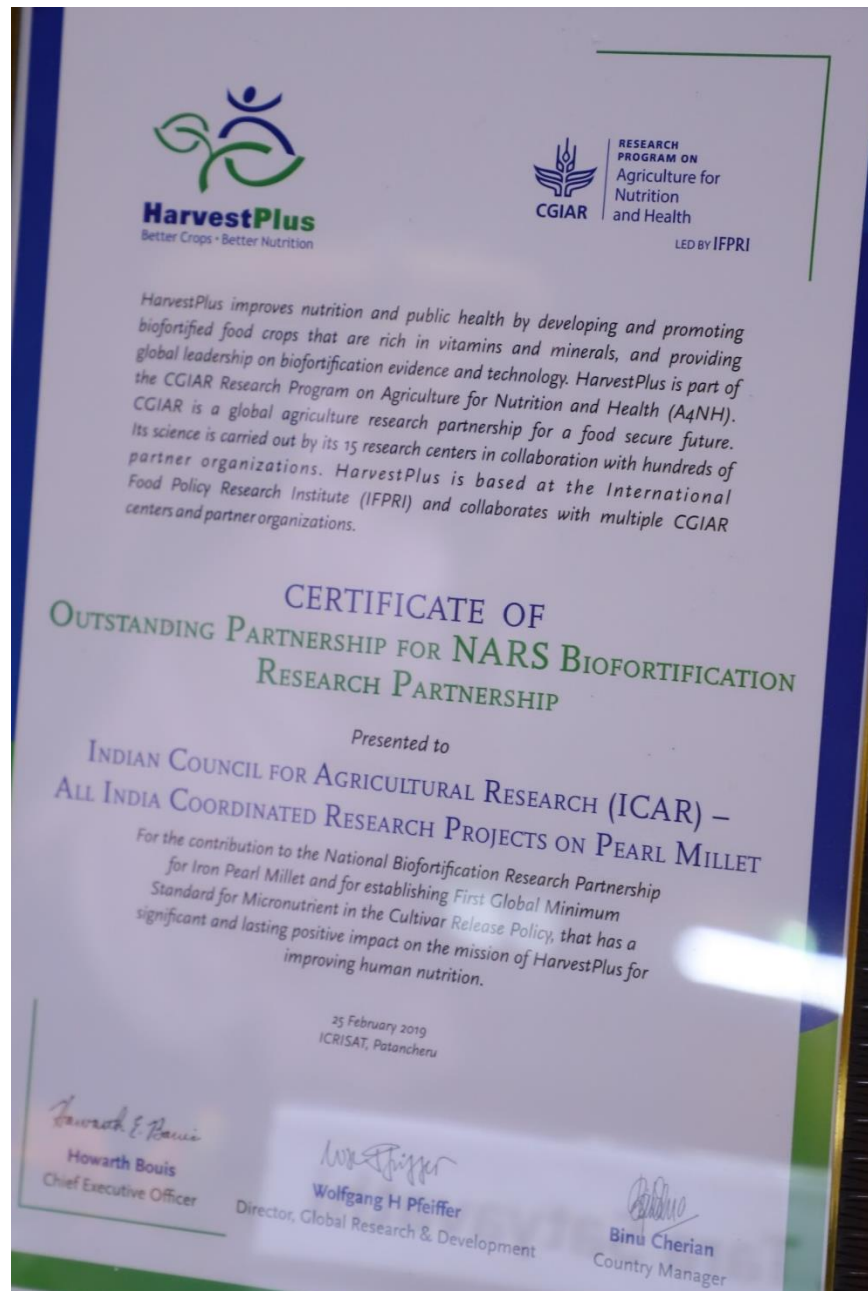 HarvestPlus
Better Crops • Better Nutrition
CGIAR
RESEARCH
PROGRAM ON
Agriculture for
Nutrition
and Health
LED BY IFPRI
HarvestPlus improves nutrition and public health by developing and promoting
biofortified food crops that are rich in vitamins and minerals, and providing
global leadership on biofortification evidence and technology. HarvestPlus is part of
the CGIAR Research Program on Agriculture for Nutrition and Health (A4NH).
CGIAR is a global agriculture research partnership for a food secure future.
Its science is carried out by its 15 research centers in collaboration with hundreds of
partner organizations. HarvestPlus is based at the International
Food Policy Research Institute (IFPRI) and collaborates with multiple CGIAR
centers and partner organizations.
CERTIFICATE OF
OUTSTANDING PARTNERSHIP FOR NARS BIOFORTIFICATION
RESEARCH PARTNERSHIP
Presented to
INDIAN COUNCIL FOR AGRICULTURAL RESEARCH (ICAR) –
ALL INDIA COORDINATED RESEARCH PROJECTS ON PEARL MILLET
For the contribution to the National Biofortification Research Partnership
for Iron Pearl Millet and for establishing First Global Minimum
Standard for Micronutrient in the Cultivar Release Policy, that has a
significant and lasting positive impact on the mission of HarvestPlus for
improving human nutrition.
25 February 2019
ICRISAT, Patancheru
Howarth E. Bouis
Howarth Bouis
Chief Executive Officer
Wolfgang H Pfeiffer
Director, Global Research & Development
Binu Cherian
Country Manager